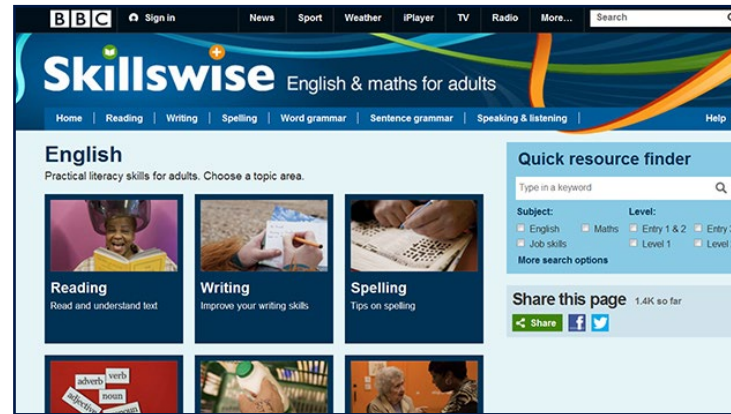 BBC Sign in News Sport Weather iPlayer TV Radio More... Search
Skillswise English & maths for adults
Home Reading Writing Spelling Word grammar Sentence grammar Speaking & listening Help
English
Practical literacy skills for adults. Choose a topic area.
Reading
Read and understand text
Writing
Improve your writing skills
Spelling
Tips on spelling
adverb
verb
noun
adjective
Quick resource finder
Type in a keyword
Subject: Level:
English Maths Entry 1 & 2 Entry
Job skills Level 1 Level
More search options
Share this page 1.4K so far
Share